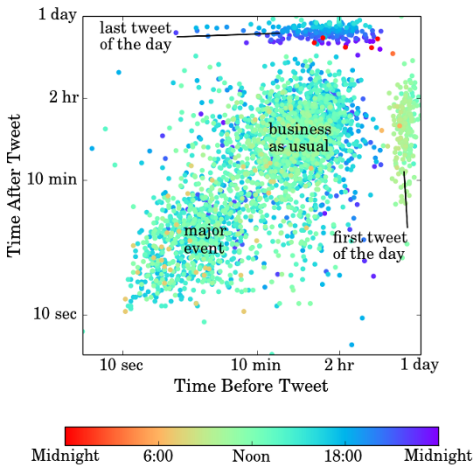 1 day
last tweet
of the day
2 hr
business
as usual
Time After Tweet
10 min
major
event
first tweet
of the day
10 sec
10 sec
10 min
2 hr
1 day
Time Before Tweet
Midnight
6:00
Noon
18:00
Midnight